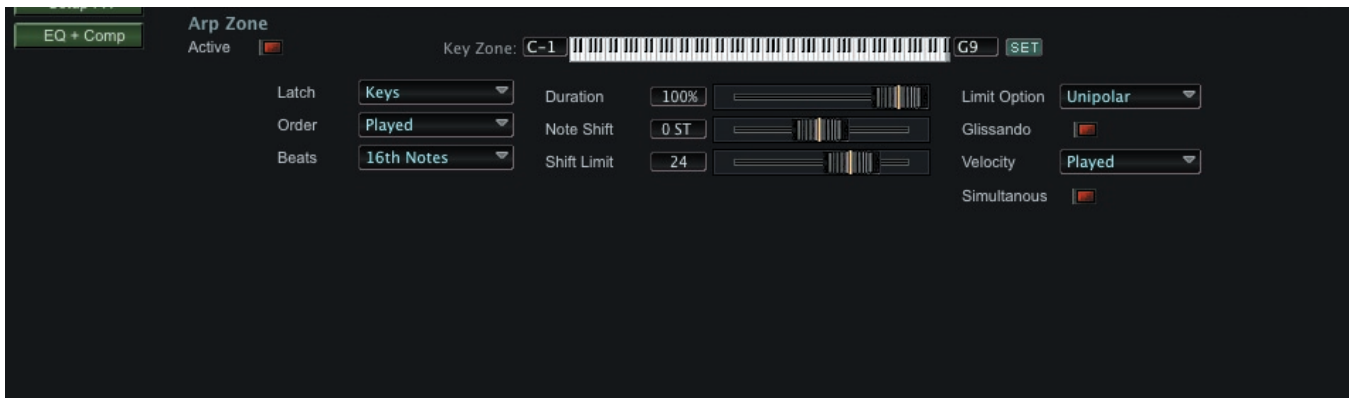 EQ + Comp
Arp Zone
Active
Key Zone: C-1 G9 SET
Latch Keys Duration 100% Limit Option Unipolar
Order Played Note Shift 0 ST Glissando
Beats 16th Notes Shift Limit 24 Velocity Played
Simultanous